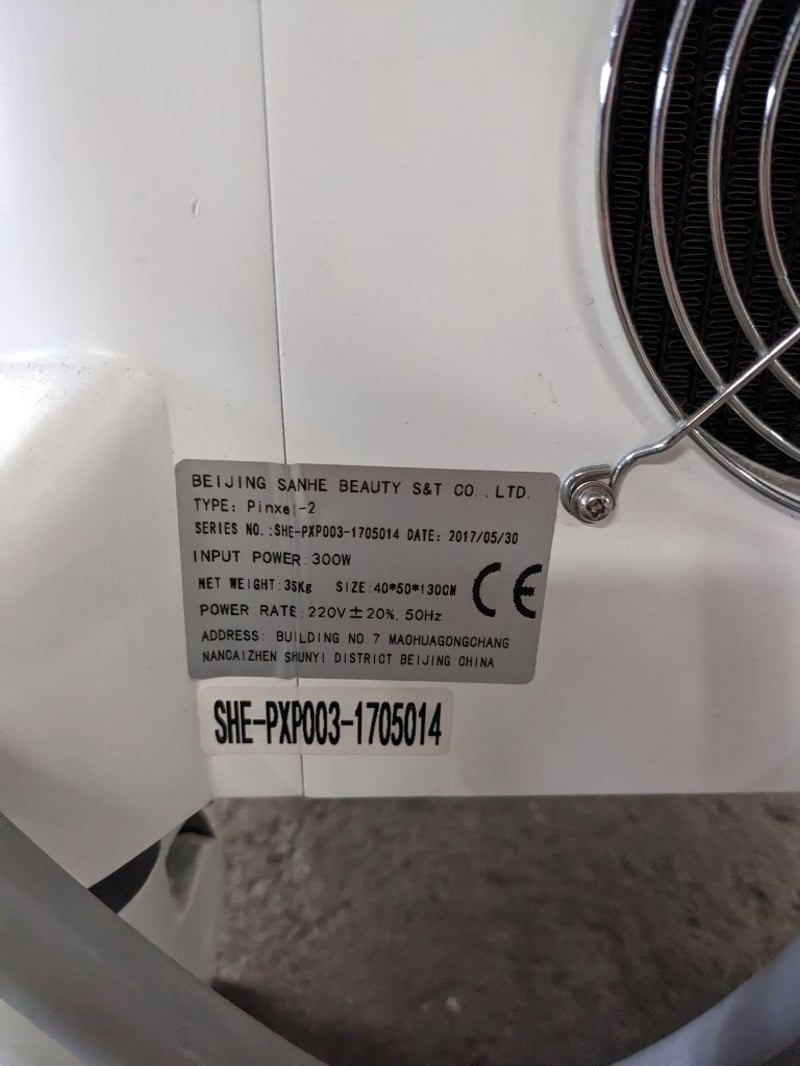 BEIJING SANHE BEAUTY S&T CO.,LTD.
TYPE: Pinxel-2
SERIES NO.:SHE-PXP003-1705014 DATE: 2017/05/30
INPUT POWER:300W
NET WEIGHT:35Kg SIZE:40*50*130CM
CE
POWER RATE:220V±20%, 50Hz
ADDRESS: BUILDING NO.7 MAOHUAGONGCHANG
NANCAIZHEN SHUNYI DISTRICT BEIJING CHINA
SHE-PXP003-1705014